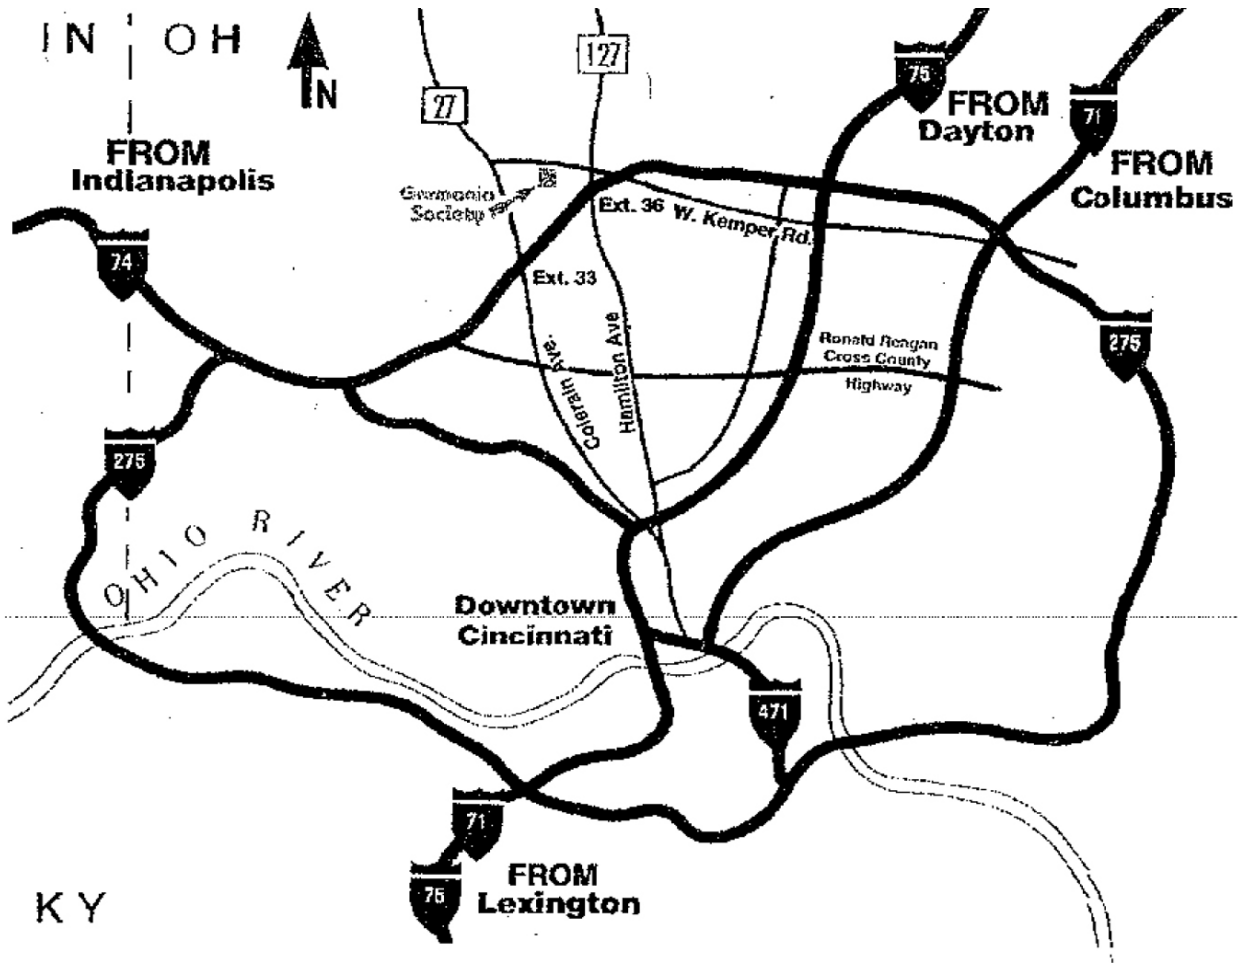 IN
OH
N
127
27
75
FROM
Dayton
71
FROM
Columbus
FROM
Indianapolis
Germania
Society
Ext. 36
W. Kemper Rd.
74
Ext. 33
275
Ronald Reagan
Cross County
Highway
Colerain Ave.
Hamilton Ave
275
OHIO RIVER
Downtown
Cincinnati
471
71
75
FROM
Lexington
KY